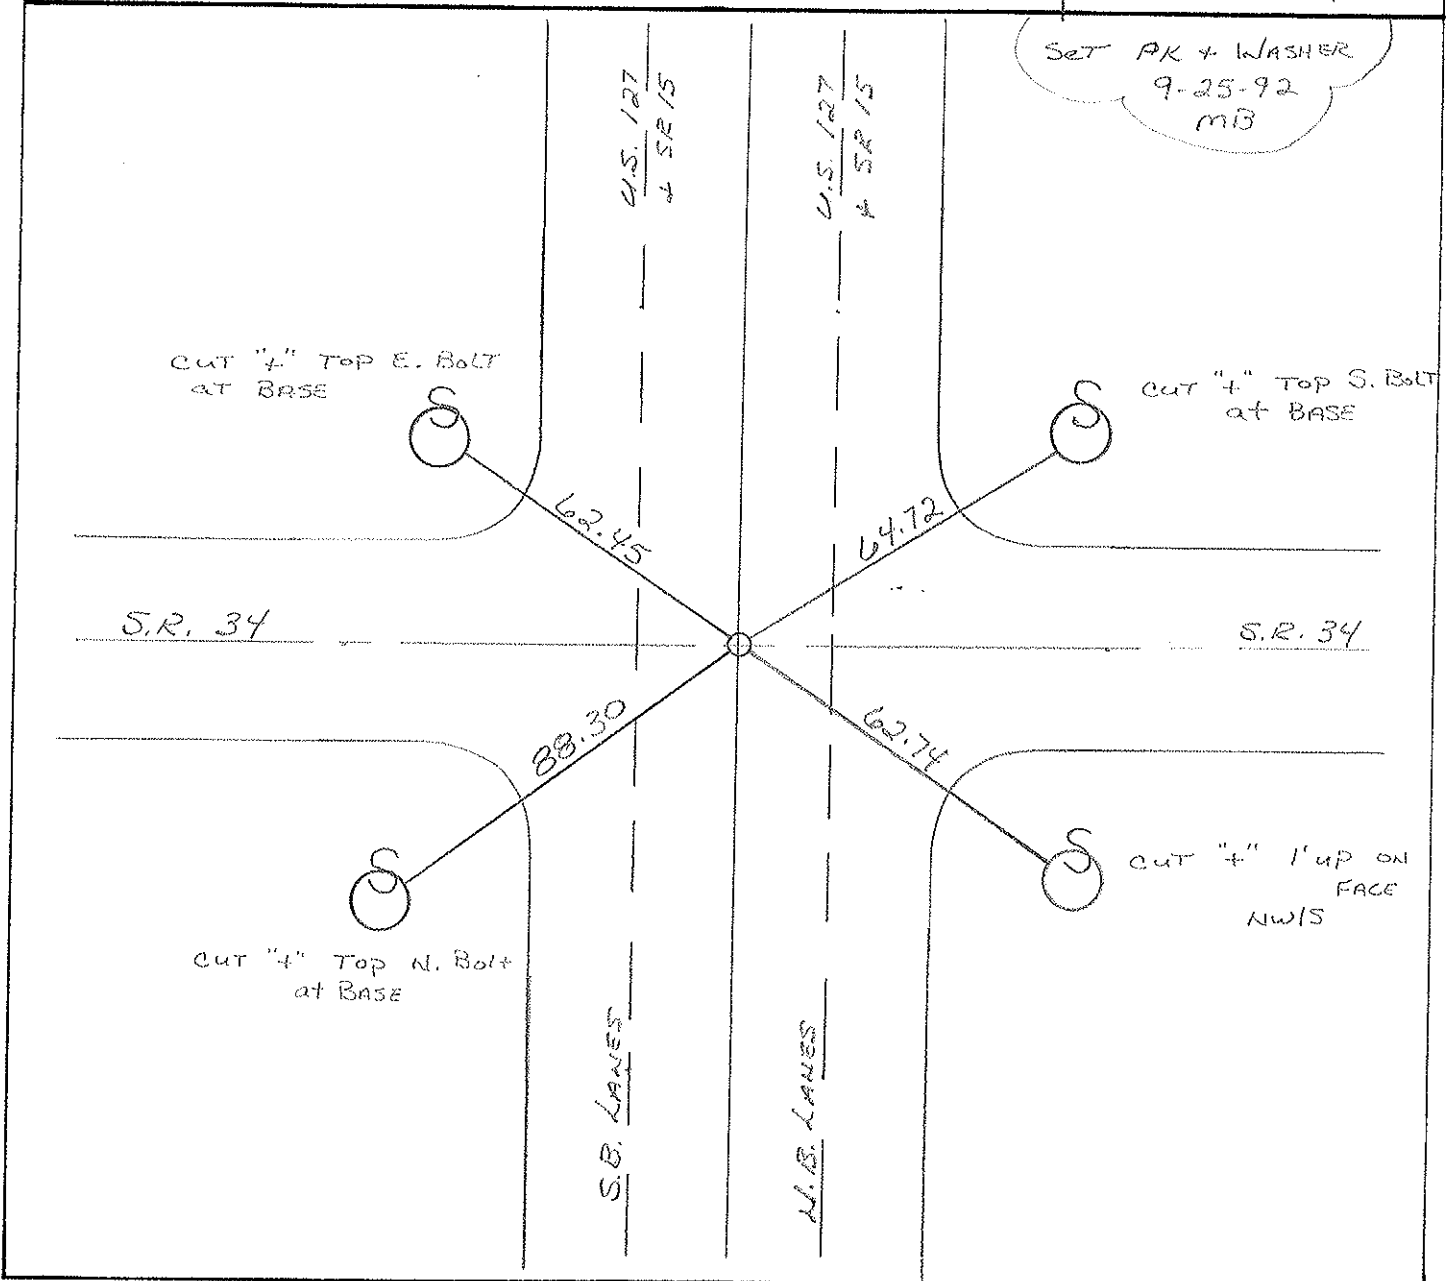 SET PK + WASHER
9-25-92
MB
U.S. 127
+ SR 15
U.S. 127
+ SR 15
CUT "+" TOP E. BOLT
AT BASE
S
S
CUT "+" TOP S. BOLT
at BASE
62.45
64.72
S.R. 34
S.R. 34
88.30
62.74
S
S
CUT "+" 1' UP ON
FACE
NW/S
CUT "+" TOP N. Bolt
at BASE
S.B. LANES
N.B. LANES